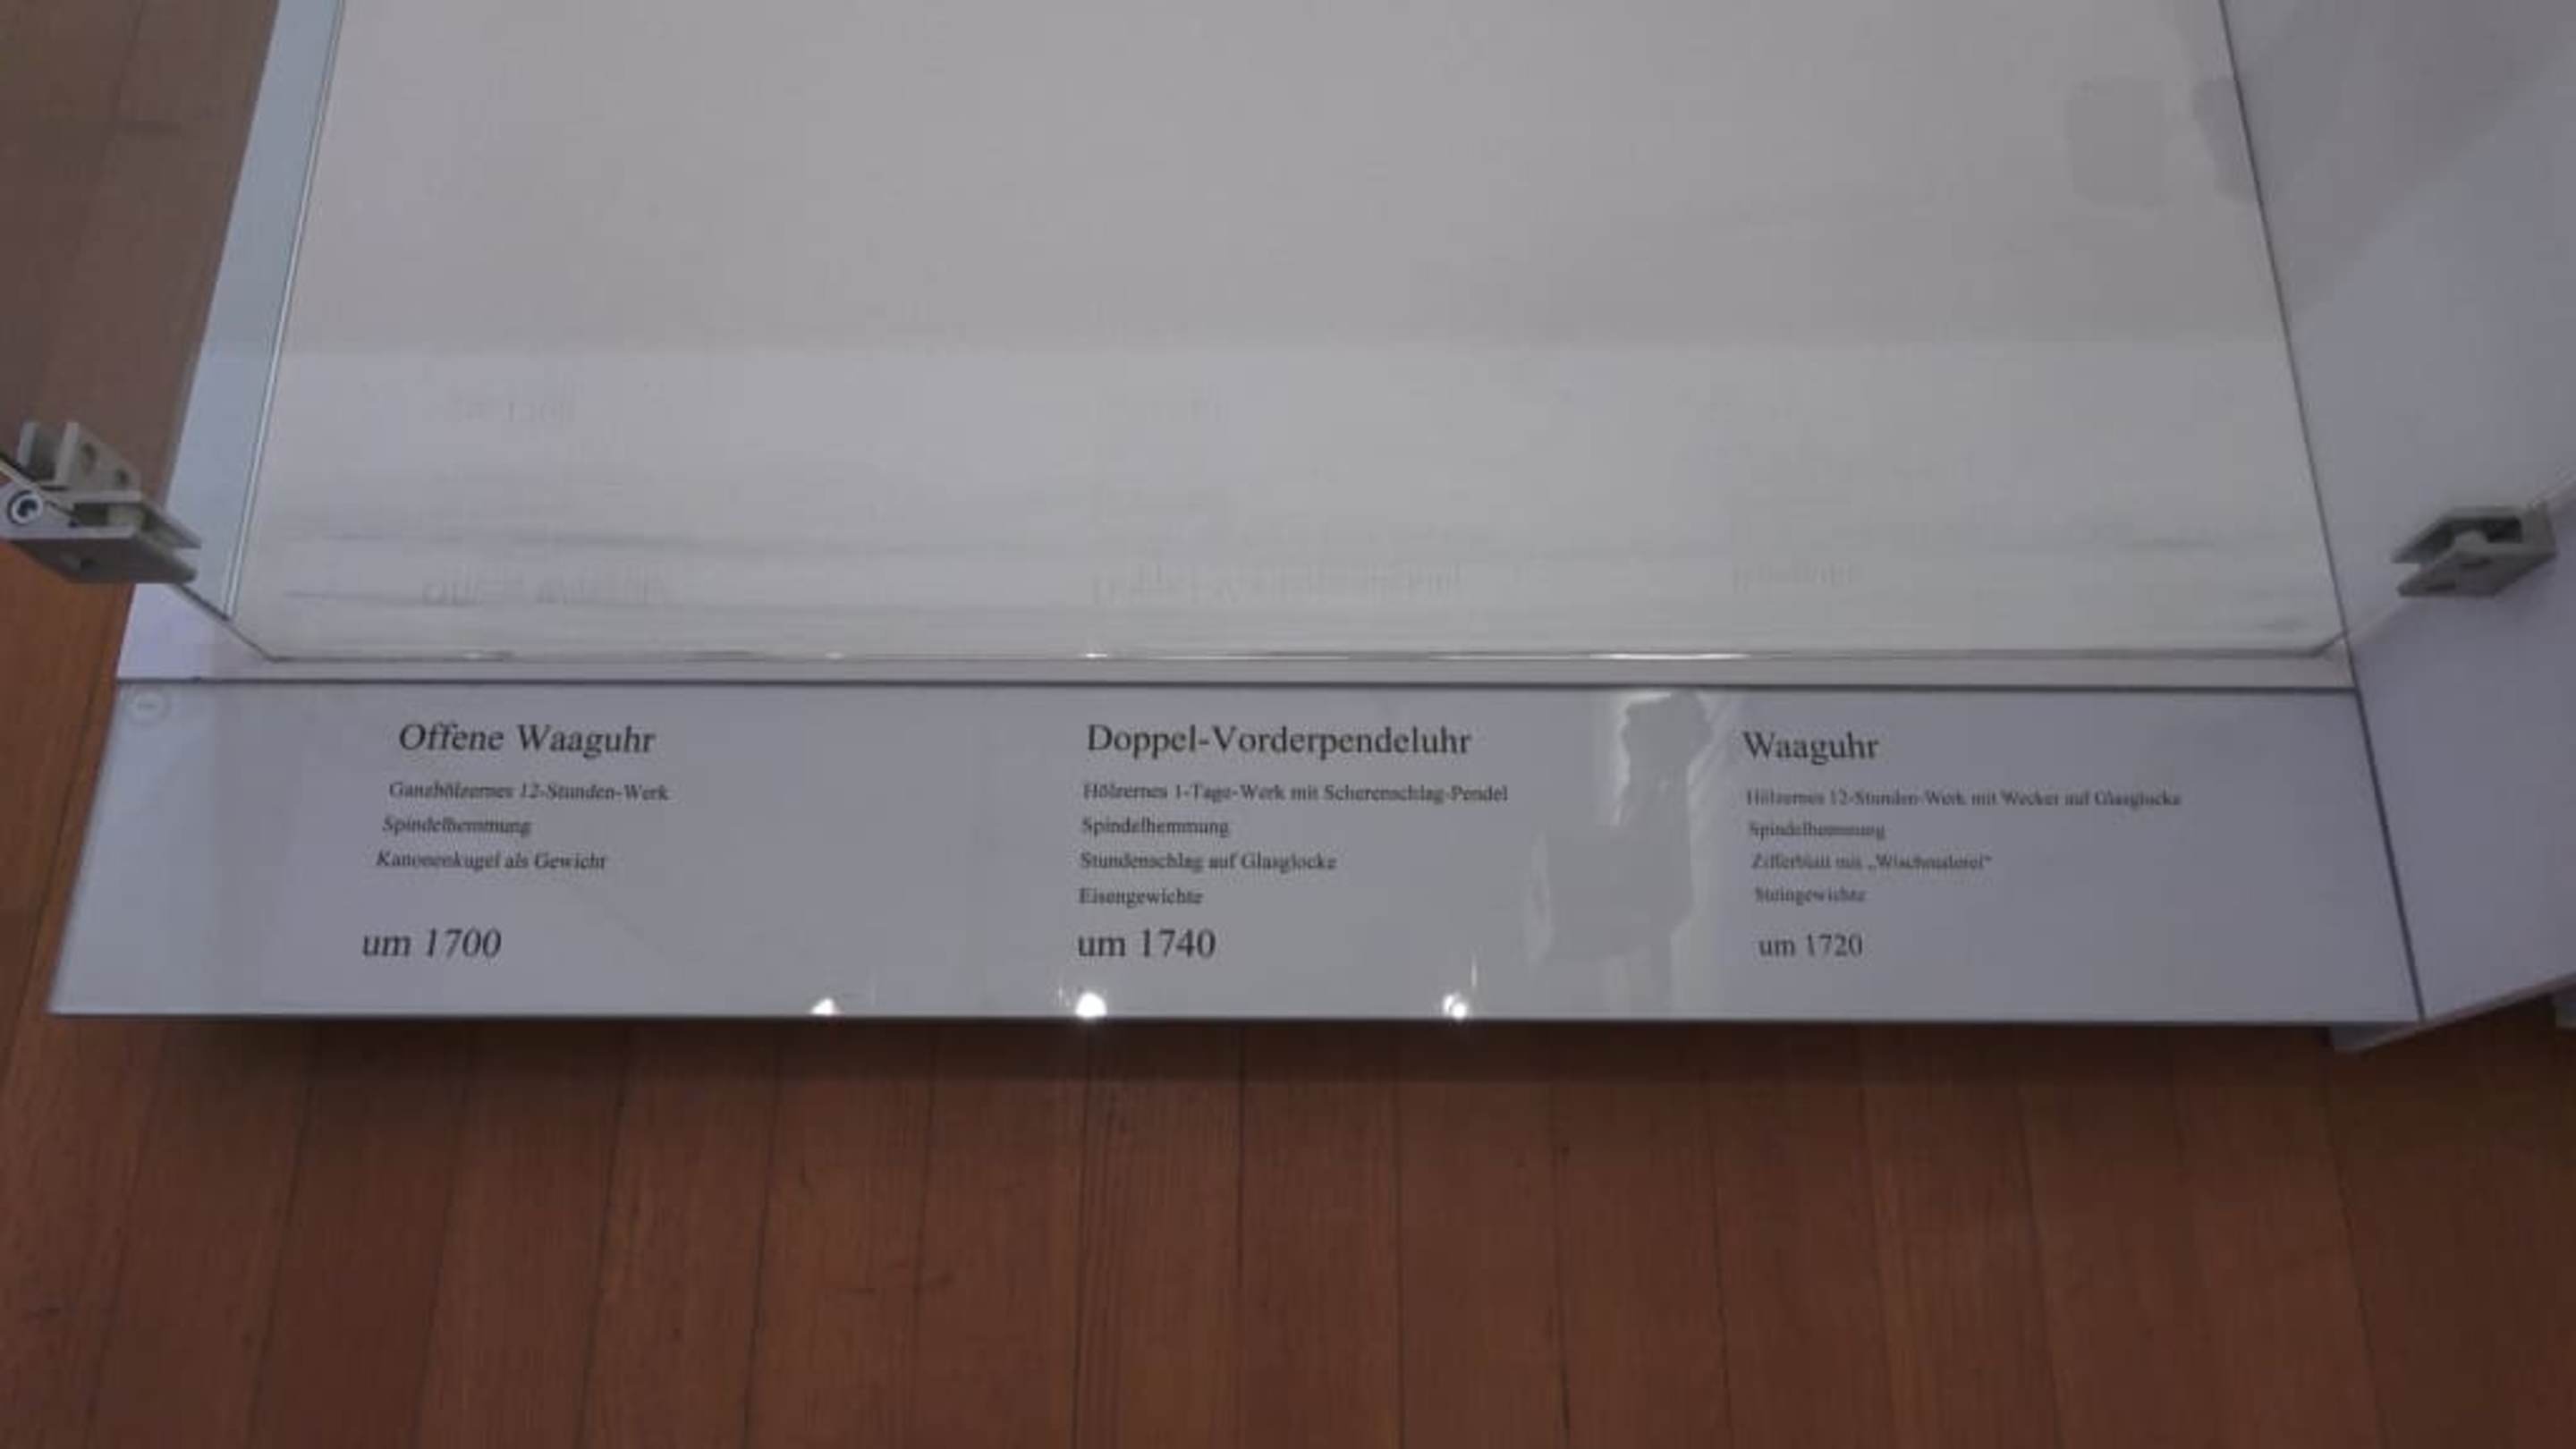 Offene Waaguhr
Ganzhölzernes 12-Stunden-Werk
Spindelhemmung
Kanonenkugel als Gewicht
um 1700
Doppel-Vorderpendeluhr
Hölzernes 1-Tage-Werk mit Scherenschlag-Pendel
Spindelhemmung
Stundenschlag auf Glasglocke
Eisengewichte
um 1740
Waaguhr
Hölzernes 12-Stunden-Werk mit Wecker auf Glasglocke
Spindelhemmung
Zifferblatt mit „Wischmalerei“
Steingewichte
um 1720